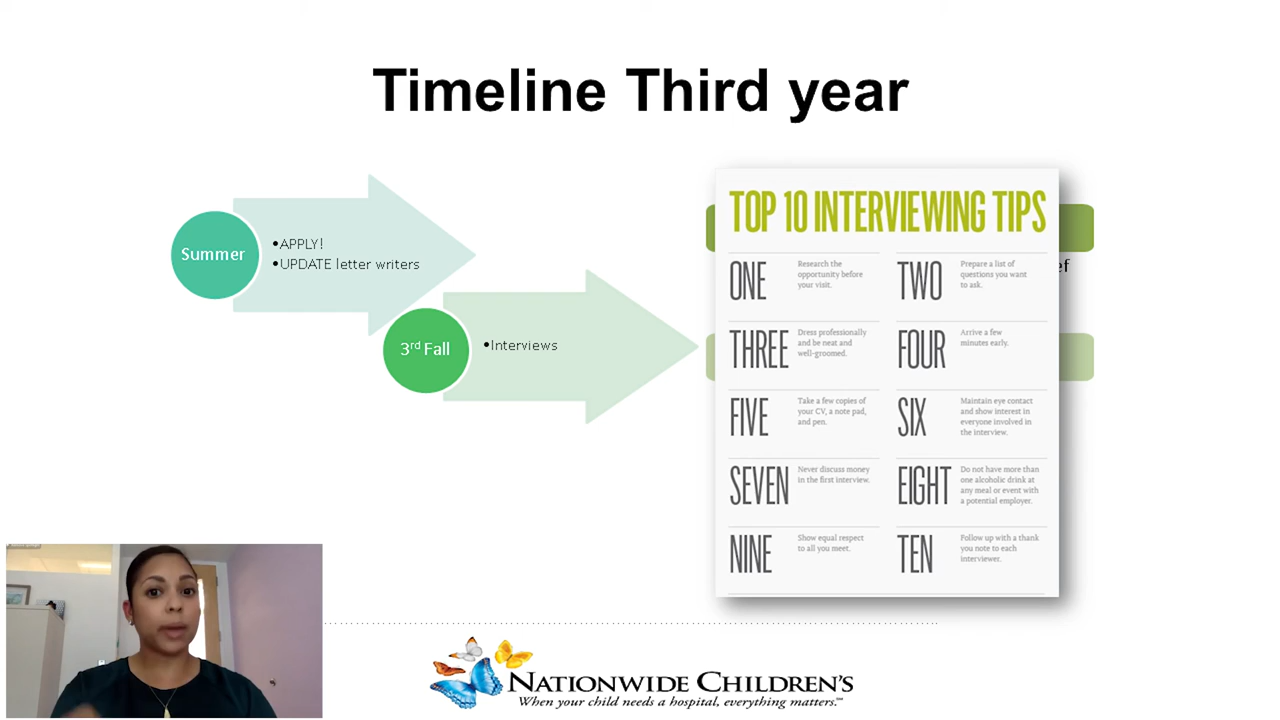 Timeline Third year
Summer
•APPLY!
•UPDATE letter writers
3rd Fall
•Interviews
TOP 10 INTERVIEWING TIPS
ONE
Research the
opportunity before
your visit.
TWO
Prepare a list of
questions you want
to ask.
THREE
Dress professionally
and be neat and
well-groomed.
FOUR
Arrive a few
minutes early.
FIVE
Take a few copies of
your CV, a note pad,
and pen.
SIX
Maintain eye contact
and show interest in
everyone involved in
the interview.
SEVEN
Never discuss money
in the first interview.
EIGHT
Do not have more than
one alcoholic drink at
any meal or event with
a potential employer.
NINE
Show equal respect
to all you meet.
TEN
Follow up with a thank
you note to each
interviewer.
NATIONWIDE CHILDREN'S
When your child needs a hospital, everything matters.℠